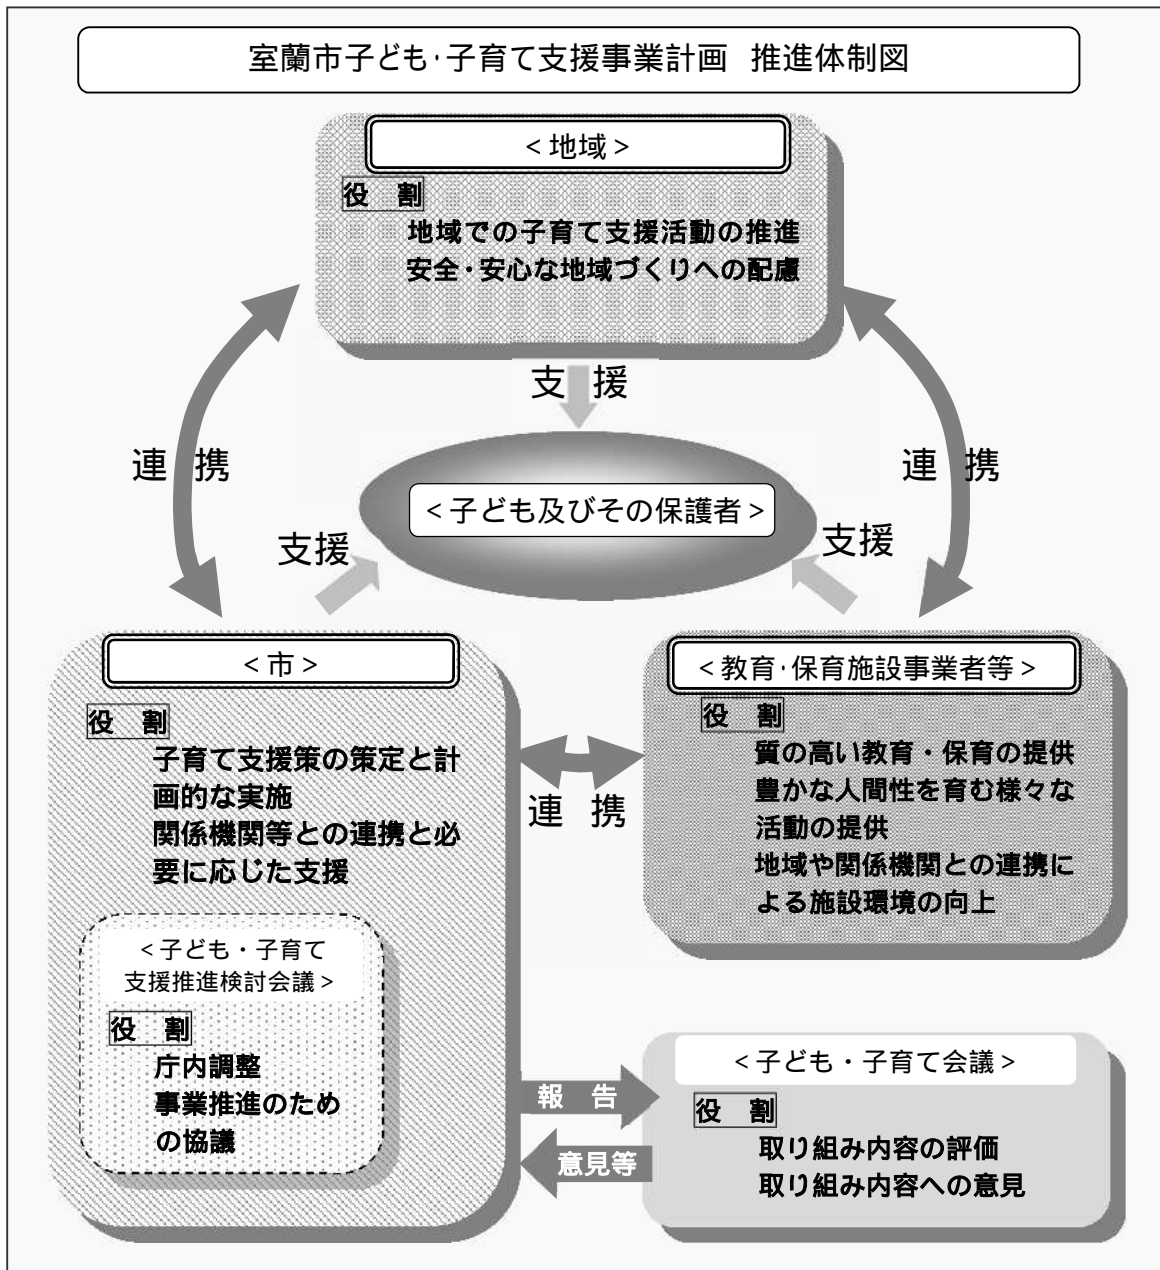 室蘭市子ども・子育て支援事業計画 推進体制図
＜地域＞
役 割
地域での子育て支援活動の推進
安全・安心な地域づくりへの配慮
支 援
連 携
連 携
＜子ども及びその保護者＞
支援
支援
＜市＞
役 割
子育て支援策の策定と計
画的な実施
関係機関等との連携と必
要に応じた支援
連 携
＜教育・保育施設事業者等＞
役 割
質の高い教育・保育の提供
豊かな人間性を育む様々な
活動の提供
地域や関係機関との連携に
よる施設環境の向上
＜子ども・子育て
支援推進検討会議＞
役 割
庁内調整
事業推進のため
の協議
報 告
意見等
＜子ども・子育て会議＞
役 割
取り組み内容の評価
取り組み内容への意見